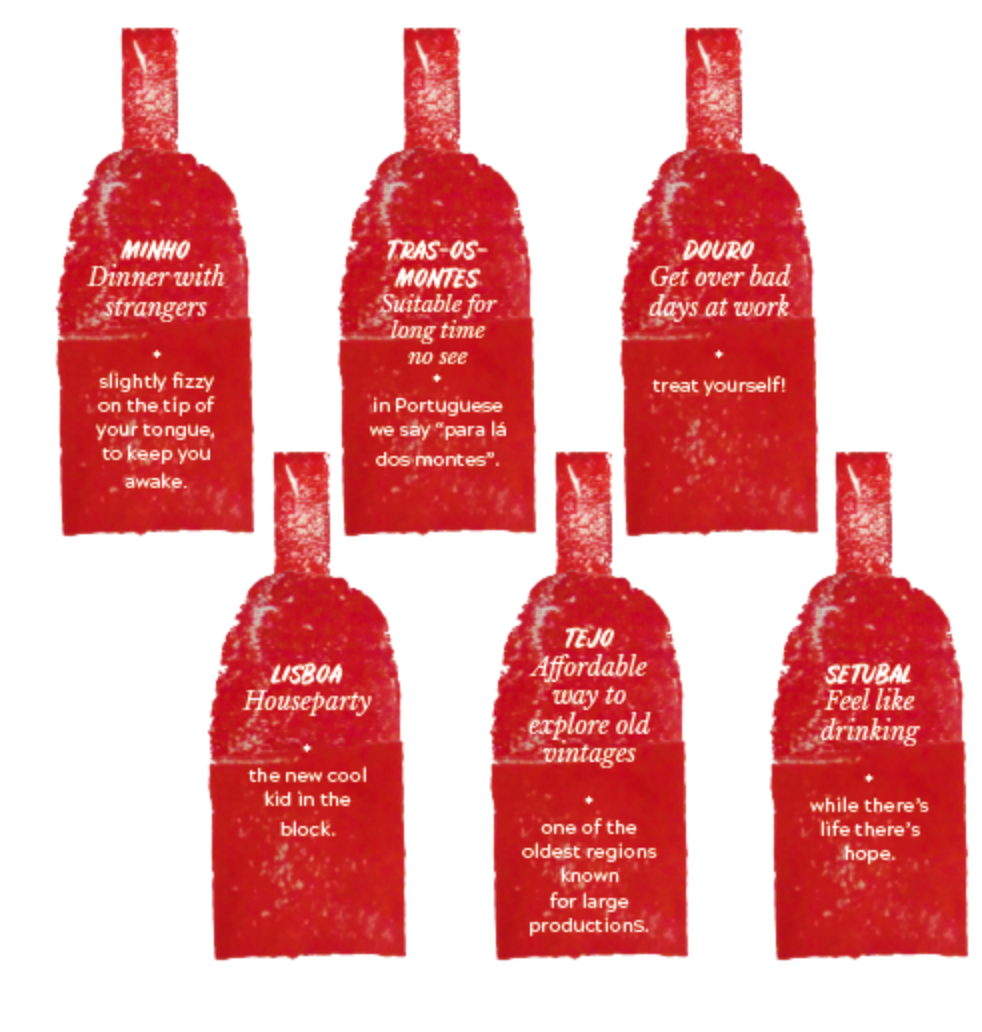 MINHO
Dinner with
strangers
slightly fizzy
on the tip of
your tongue,
to keep you
awake.
TRAS-OS-
MONTES
Suitable for
long time
no see
in Portuguese
we say “para lá
dos montes”.
DOURO
Get over bad
days at work
treat yourself!
LISBOA
Houseparty
the new cool
kid in the
block.
TEJO
Affordable
way to
explore old
vintages
one of the
oldest regions
known
for large
productions.
SETUBAL
Feel like
drinking
while there’s
life there’s
hope.